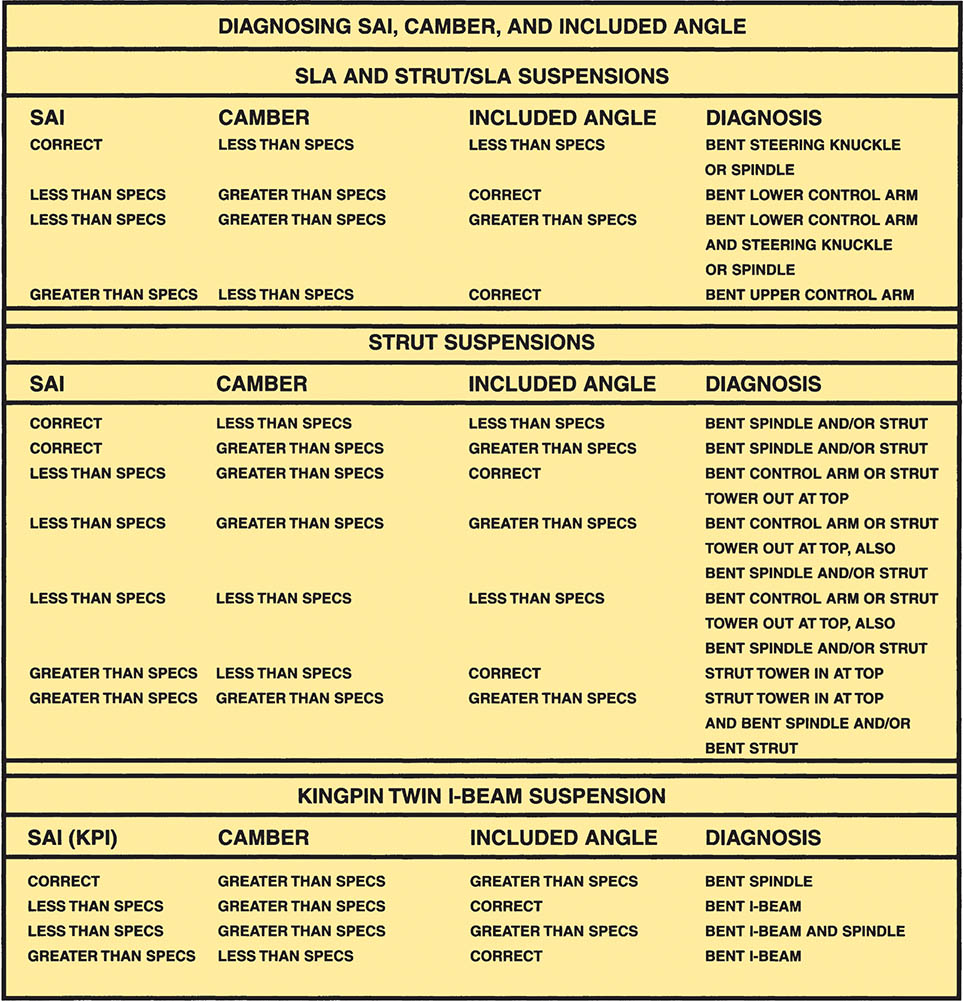 DIAGNOSING SAI, CAMBER, AND INCLUDED ANGLE
SLA AND STRUT/SLA SUSPENSIONS
SAI CAMBER INCLUDED ANGLE DIAGNOSIS
CORRECT LESS THAN SPECS LESS THAN SPECS BENT STEERING KNUCKLE
OR SPINDLE
LESS THAN SPECS GREATER THAN SPECS CORRECT BENT LOWER CONTROL ARM
LESS THAN SPECS GREATER THAN SPECS GREATER THAN SPECS BENT LOWER CONTROL ARM
AND STEERING KNUCKLE
OR SPINDLE
GREATER THAN SPECS LESS THAN SPECS CORRECT BENT UPPER CONTROL ARM
STRUT SUSPENSIONS
SAI CAMBER INCLUDED ANGLE DIAGNOSIS
CORRECT LESS THAN SPECS LESS THAN SPECS BENT SPINDLE AND/OR STRUT
CORRECT GREATER THAN SPECS GREATER THAN SPECS BENT SPINDLE AND/OR STRUT
LESS THAN SPECS GREATER THAN SPECS CORRECT BENT CONTROL ARM OR STRUT
TOWER OUT AT TOP
LESS THAN SPECS GREATER THAN SPECS GREATER THAN SPECS BENT CONTROL ARM OR STRUT
TOWER OUT AT TOP, ALSO
BENT SPINDLE AND/OR STRUT
LESS THAN SPECS LESS THAN SPECS LESS THAN SPECS BENT CONTROL ARM OR STRUT
TOWER OUT AT TOP, ALSO
BENT SPINDLE AND/OR STRUT
GREATER THAN SPECS LESS THAN SPECS CORRECT STRUT TOWER IN AT TOP
GREATER THAN SPECS GREATER THAN SPECS GREATER THAN SPECS STRUT TOWER IN AT TOP
AND BENT SPINDLE AND/OR
BENT STRUT
KINGPIN TWIN I-BEAM SUSPENSION
SAI (KPI) CAMBER INCLUDED ANGLE DIAGNOSIS
CORRECT GREATER THAN SPECS GREATER THAN SPECS BENT SPINDLE
LESS THAN SPECS GREATER THAN SPECS CORRECT BENT I-BEAM
LESS THAN SPECS GREATER THAN SPECS GREATER THAN SPECS BENT I-BEAM AND SPINDLE
GREATER THAN SPECS LESS THAN SPECS CORRECT BENT I-BEAM